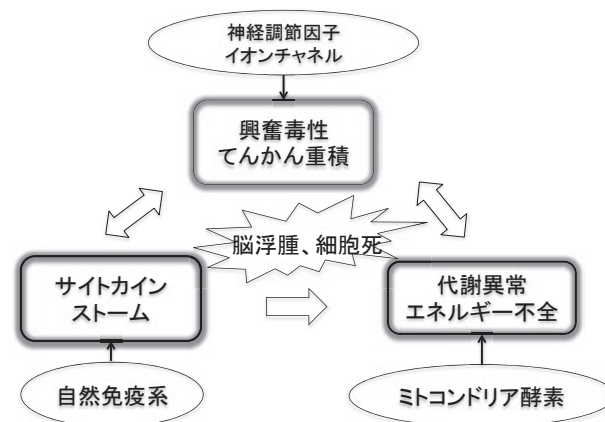 神経調節因子
イオンチャネル
興奮毒性
てんかん重積
脳浮腫、細胞死
サイトカイン
ストーム
代謝異常
エネルギー不全
自然免疫系
ミトコンドリア酵素